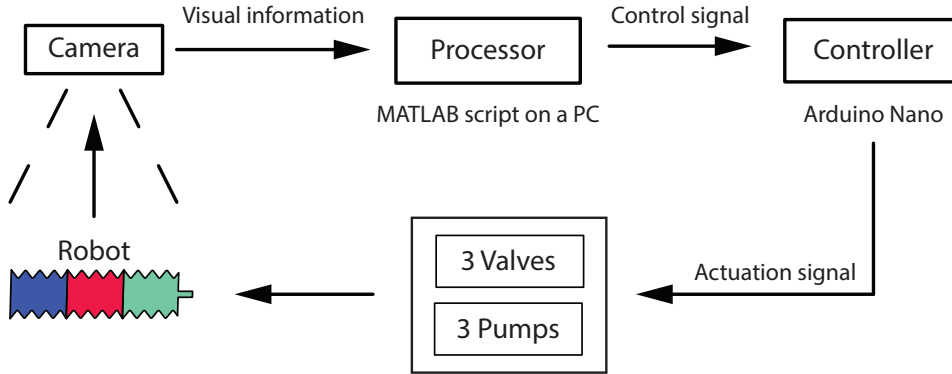 Visual information
Control signal
Camera
Processor
Controller
MATLAB script on a PC
Arduino Nano
Robot
3 Valves
Actuation signal
3 Pumps